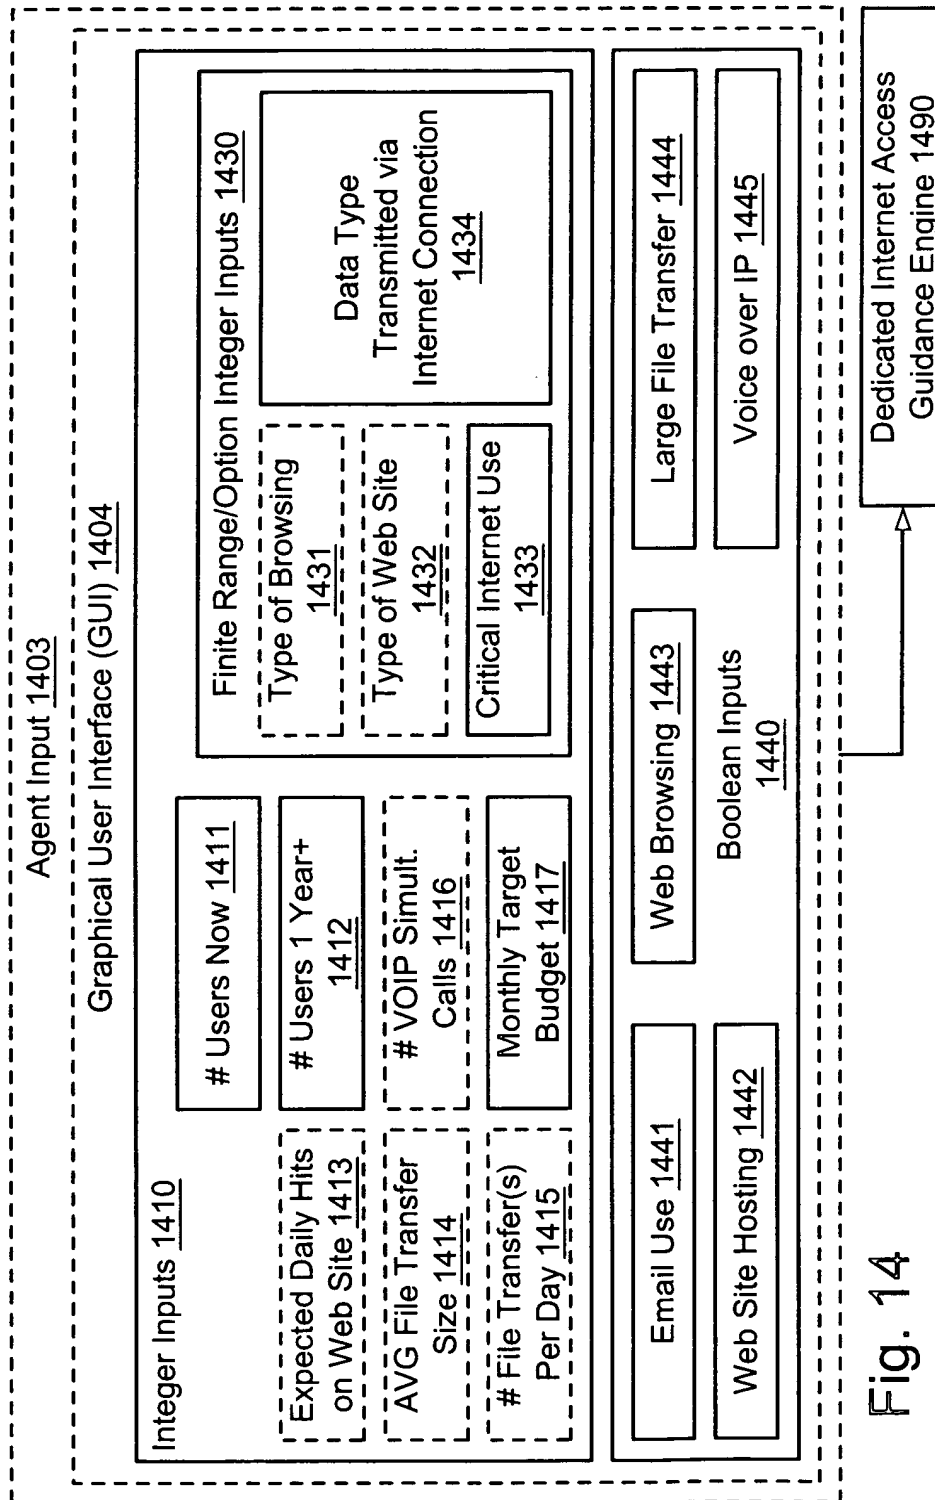 Agent Input 1403
Graphical User Interface (GUI) 1404
Integer Inputs 1410
# Users Now 1411
Expected Daily Hits
on Web Site 1413
# Users 1 Year+
1412
AVG File Transfer
Size 1414
# VOIP Simult.
Calls 1416
# File Transfer(s)
Per Day 1415
Monthly Target
Budget 1417
Finite Range/Option Integer Inputs 1430
Type of Browsing
1431
Type of Web Site
1432
Critical Internet Use
1433
Data Type
Transmitted via
Internet Connection
1434
Email Use 1441
Web Site Hosting 1442
Web Browsing 1443
Boolean Inputs
1440
Large File Transfer 1444
Voice over IP 1445
Dedicated Internet Access
Guidance Engine 1490
Fig. 14